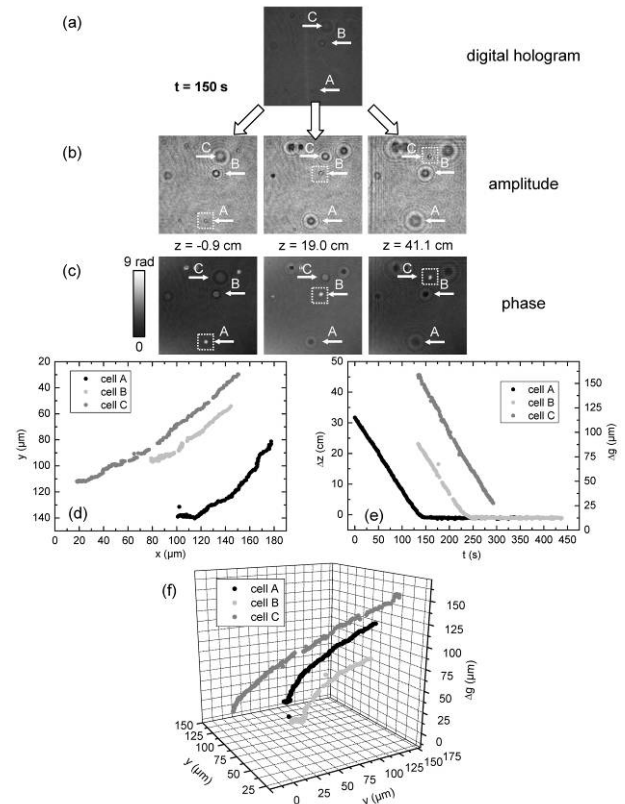 (a)
C
B
A
t = 150 s
digital hologram
(b)
C
B
A
C
B
A
C
B
A
amplitude
z = -0.9 cm
z = 19.0 cm
z = 41.1 cm
(c)
9 rad
0
C
B
A
C
B
A
C
B
A
phase
20
40
60
80
100
120
140
y (µm)
cell A
cell B
cell C
(d)
0 20 40 60 80 100 120 140 160 180
x (µm)
50
40
30
20
10
0
Δz (cm)
cell A
cell B
cell C
150
125
100
75
50
25
0
Δg (µm)
(e)
0 50 100 150 200 250 300 350 400 450
t (s)
(f)
cell A
cell B
cell C
150
125
100
75
50
25
0
Δg (µm)
150
125
100
75
50
25
y (µm)
0
25
50
75
100
125
150
175
v (µm)